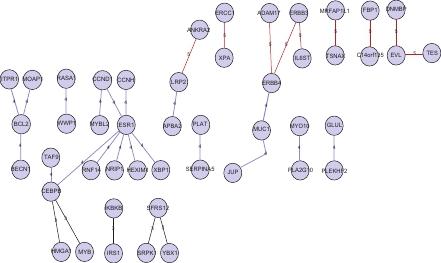 ERCC1
ADAM17
ERBB3
MRFAP1L1
FBP1
DNMBP
ANKRA2
XPA
IL6ST
TSNAX
C14orf135
EVL
TES
ITPR1
MOAP1
RASA1
CCND1
CCNH
LRP2
ERBB4
BCL2
WWP1
MYBL2
ESR1
APBA2
PLAT
MUC1
MYO10
GLUL
TAF9
BECN1
RNF14
NRIP1
HEXIM1
XBP1
SERPINA5
JUP
PLA2G10
PLEKHF2
CEBPB
IKBKB
SFRS12
HMGA1
MYB
IRS1
SRPK1
YBX1